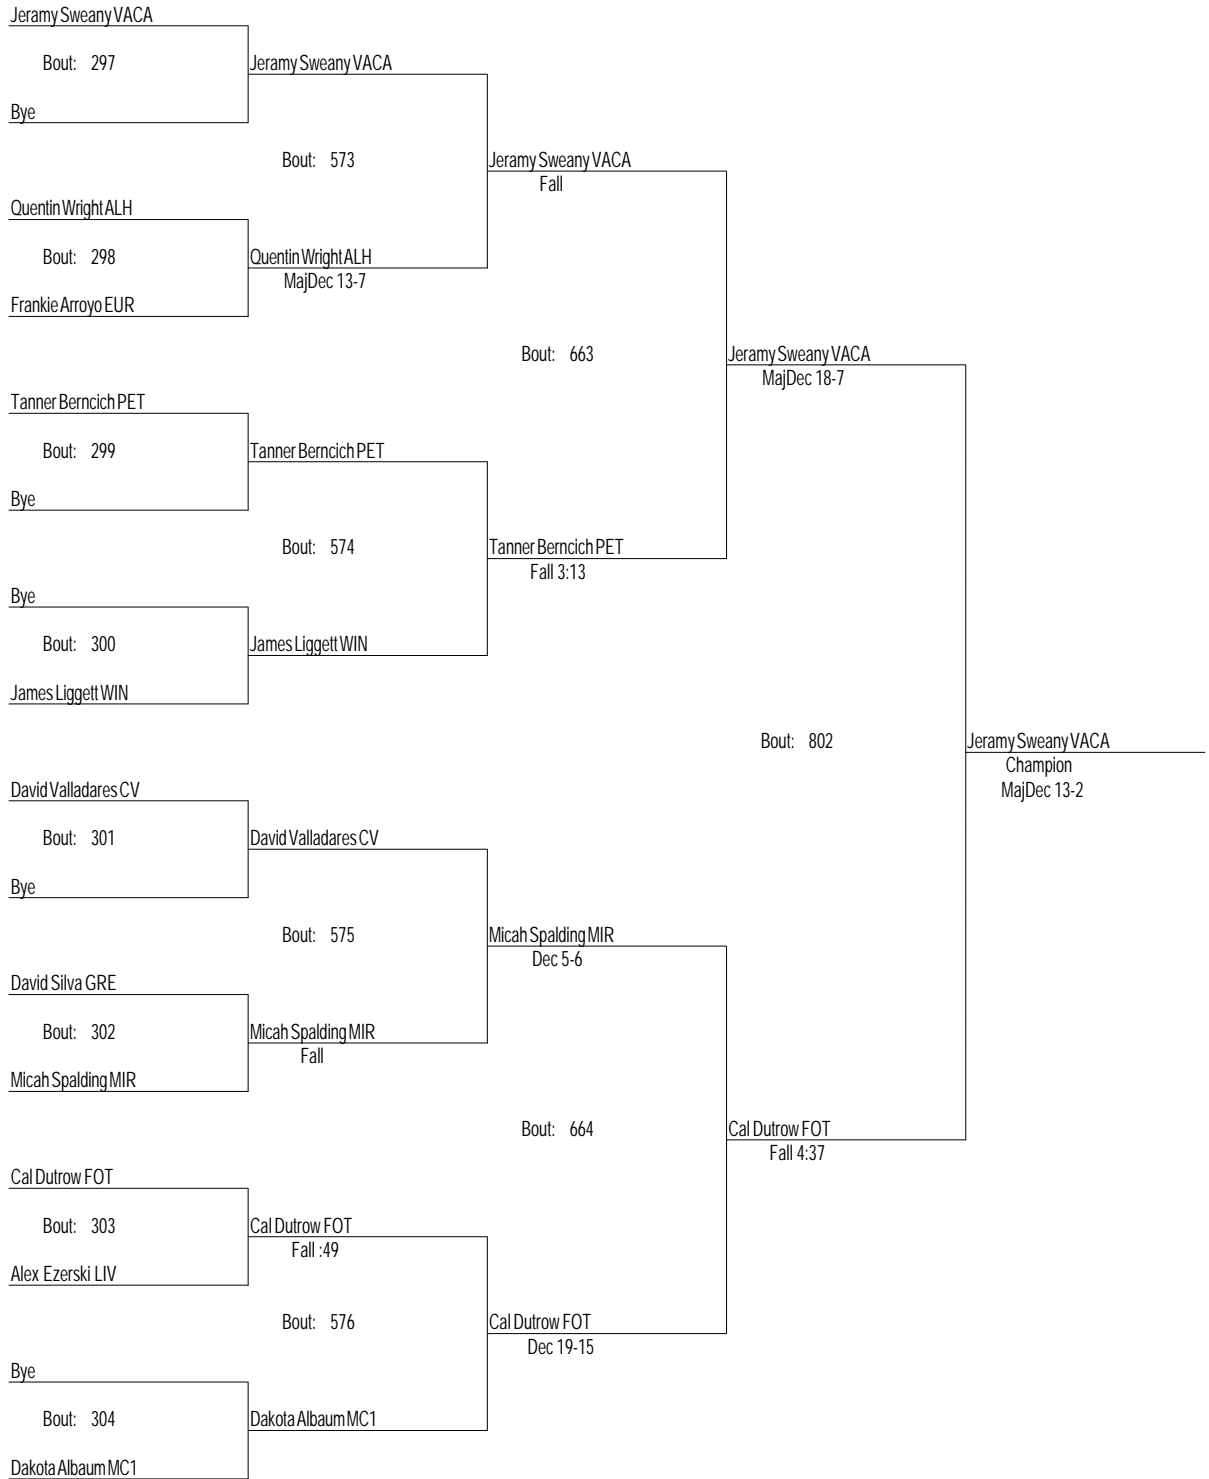 Jeramy Sweany VACA
Bout: 297
Jeramy Sweany VACA
Bye
Bout: 573
Jeramy Sweany VACA
Fall
Quentin Wright ALH
Bout: 298
Quentin Wright ALH
MajDec 13-7
Frankie Arroyo EUR
Bout: 663
Jeramy Sweany VACA
MajDec 18-7
Tanner Berncich PET
Bout: 299
Tanner Berncich PET
Bye
Bout: 574
Tanner Berncich PET
Fall 3:13
Bye
Bout: 300
James Liggett WIN
James Liggett WIN
Bout: 802
Jeramy Sweany VACA
Champion
MajDec 13-2
David Valladares CV
Bout: 301
David Valladares CV
Bye
Bout: 575
Micah Spalding MIR
Dec 5-6
David Silva GRE
Bout: 302
Micah Spalding MIR
Fall
Micah Spalding MIR
Bout: 664
Cal Dutrow FOT
Fall 4:37
Cal Dutrow FOT
Bout: 303
Cal Dutrow FOT
Fall :49
Alex Ezerski LIV
Bout: 576
Cal Dutrow FOT
Dec 19-15
Bye
Bout: 304
Dakota Albaum MC1
Dakota Albaum MC1